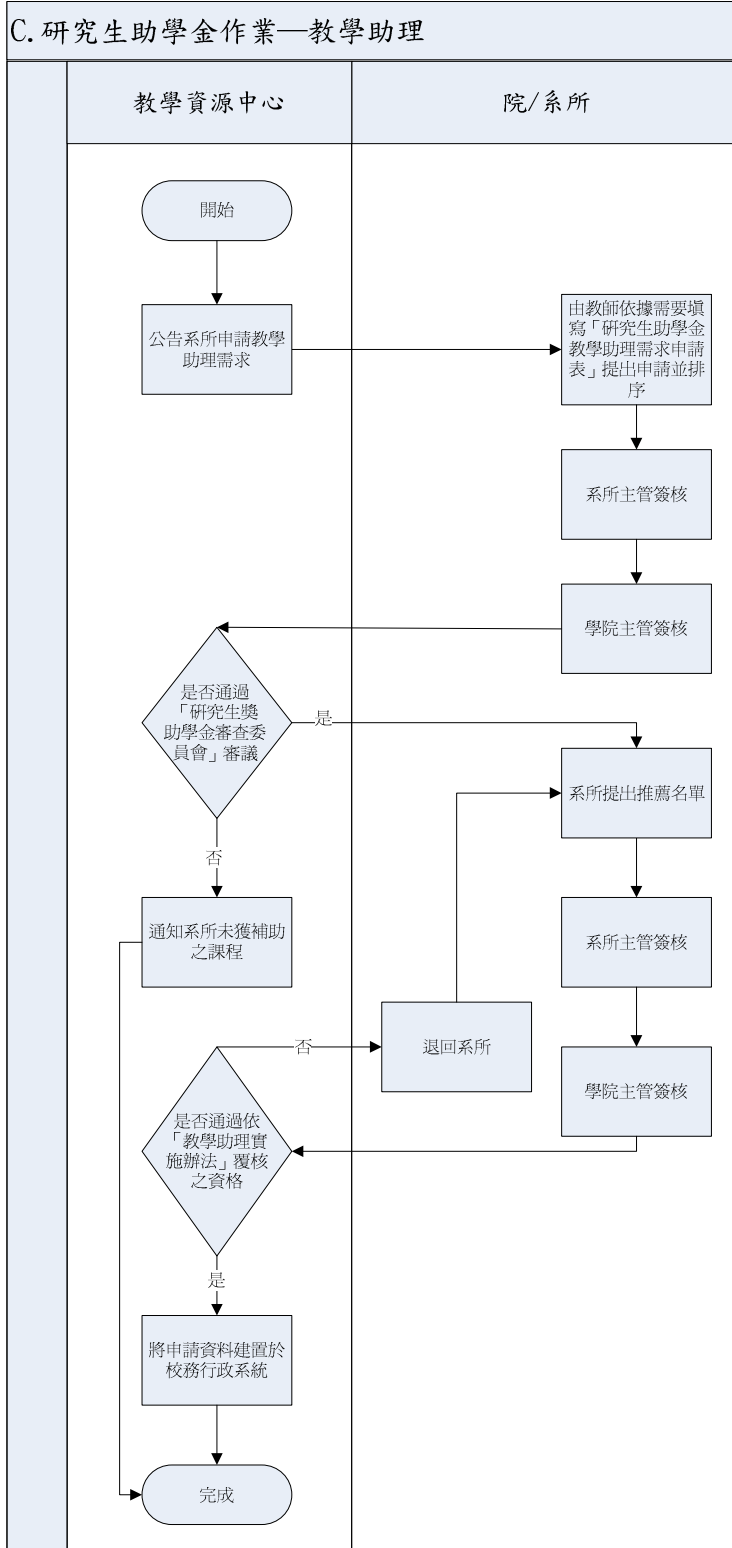 C.研究生助學金作業—教學助理
教學資源中心
院/系所
開始
公告系所申請教學
助理需求
由教師依據需要填
寫「研究生助學金
教學助理需求申請
表」提出申請並排
序
系所主管簽核
學院主管簽核
是否通過
「研究生獎
助學金審查委
員會」審議
是
系所提出推薦名單
否
通知系所未獲補助
之課程
系所主管簽核
退回系所
否
學院主管簽核
是否通過依
「教學助理實
施辦法」覆核
之資格
是
將申請資料建置於
校務行政系統
完成